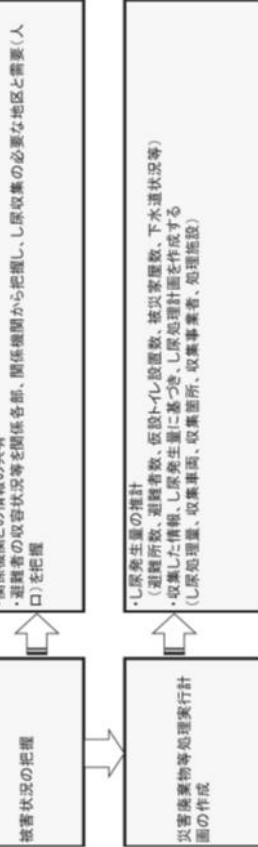 被害状況の把握
・避難者の収容状況等を関係各部、関係機関から把握し、し尿収集の必要な地区と需要(人
口)を把握
災害廃棄物等処理実行計
画の作成
・し尿発生量の推計
(避難所数、避難者数、仮設トイレ設置数、被災家屋数、下水道状況等)
・収集した情報、し尿発生量に基づき、し尿処理計画を作成する
(し尿処理量、収集車両、収集箇所、収集事業者、処理施設)